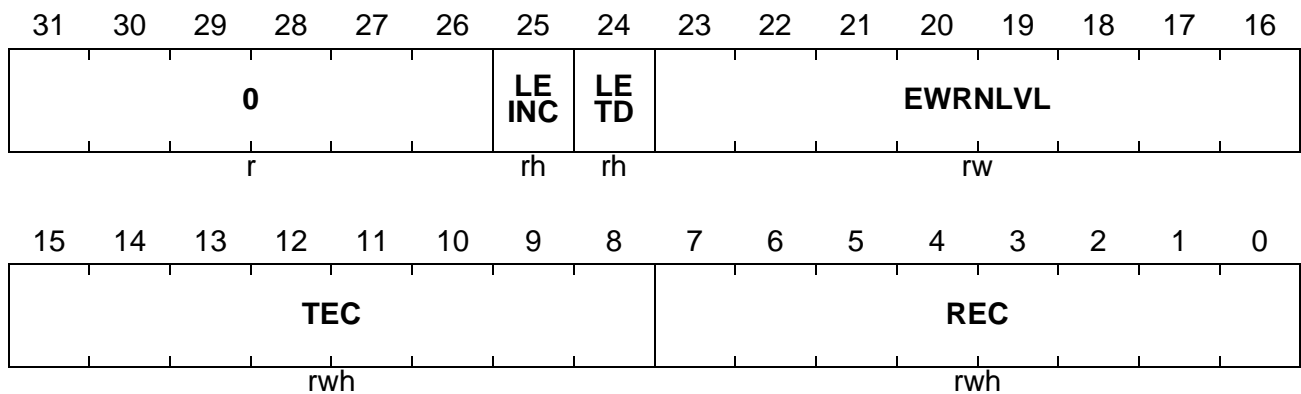 31 30 29 28 27 26 25 24 23 22 21 20 19 18 17 16
0 LE INC LE TD EWRNLVL
r rh rh rw
15 14 13 12 11 10 9 8 7 6 5 4 3 2 1 0
TEC REC
rwh rwh